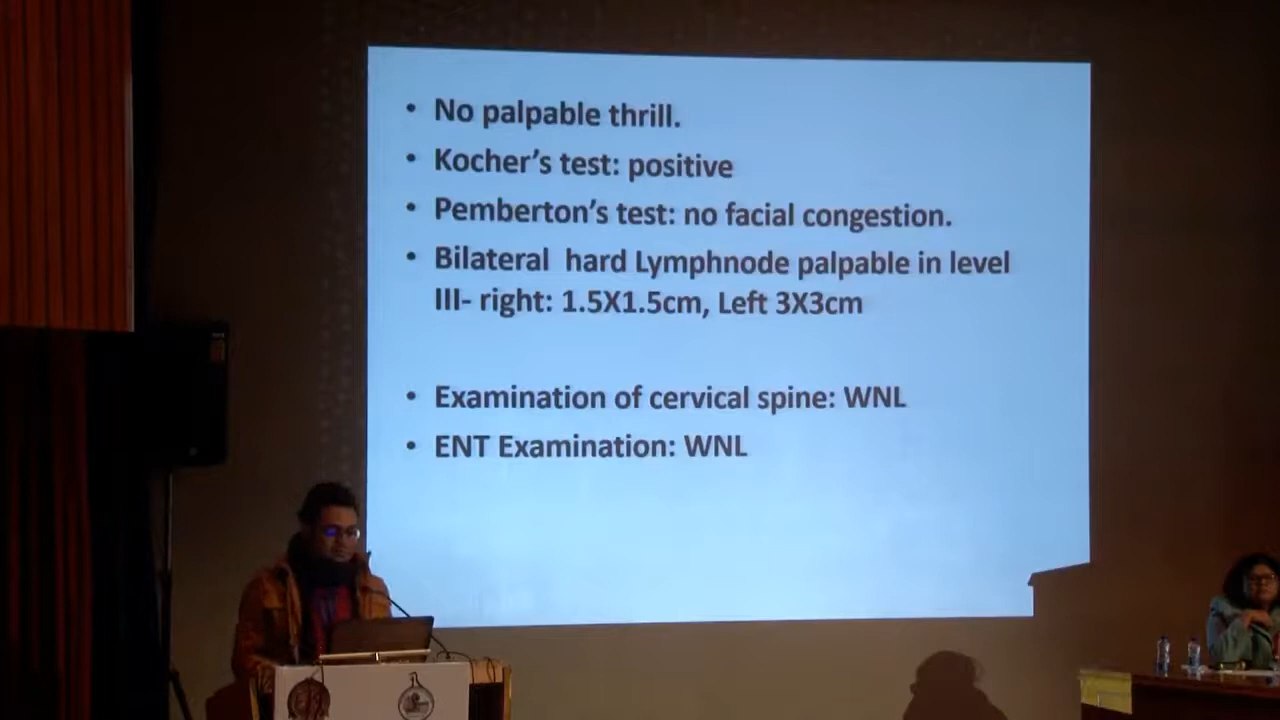 • No palpable thrill.
• Kocher's test: positive
• Pemberton's test: no facial congestion.
• Bilateral  hard Lymphnode palpable in level
III- right: 1.5X1.5cm, Left 3X3cm
• Examination of cervical spine: WNL
• ENT Examination: WNL